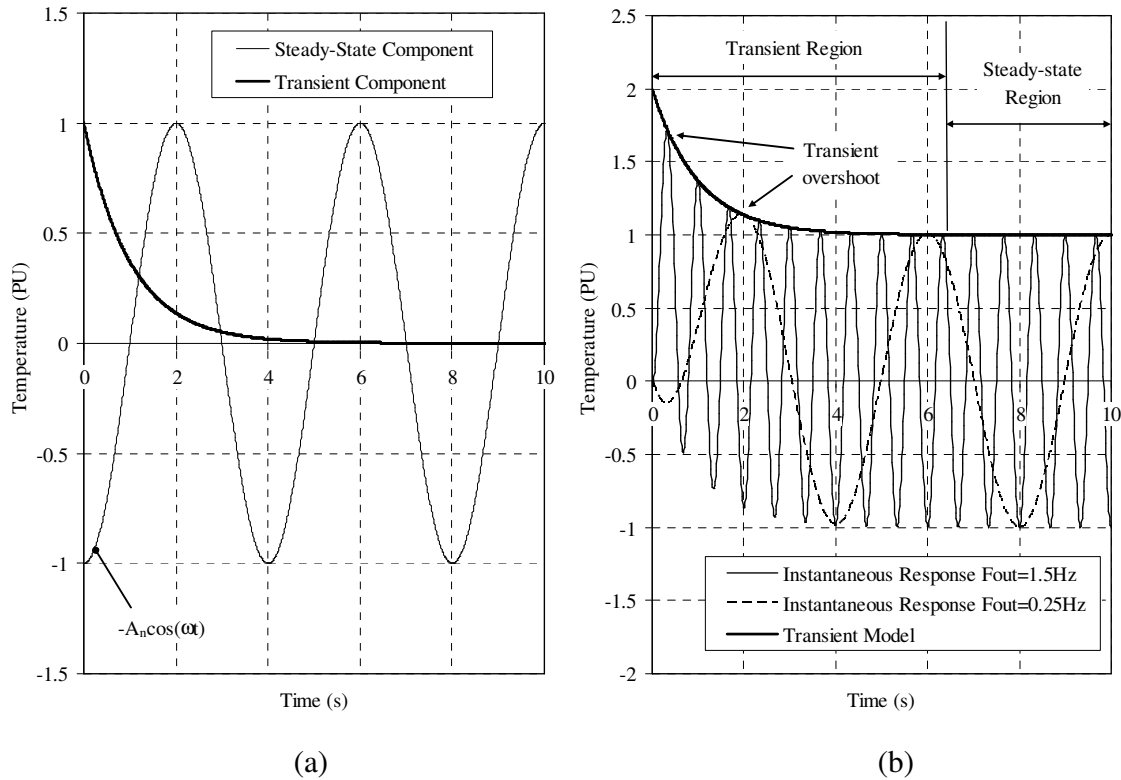 1.5
1
0.5
0
-0.5
-1
-1.5
0
2
4
6
8
10
Temperature (PU)
Time (s)
Steady-State Component
Transient Component
-Aₙcos(ωt)
(a)
2.5
2
1.5
1
0.5
0
-0.5
-1
-1.5
-2
0
2
4
6
8
10
Temperature (PU)
Time (s)
Transient Region
Steady-state
Region
Transient
overshoot
Instantaneous Response Fout=1.5Hz
Instantaneous Response Fout=0.25Hz
Transient Model
(b)